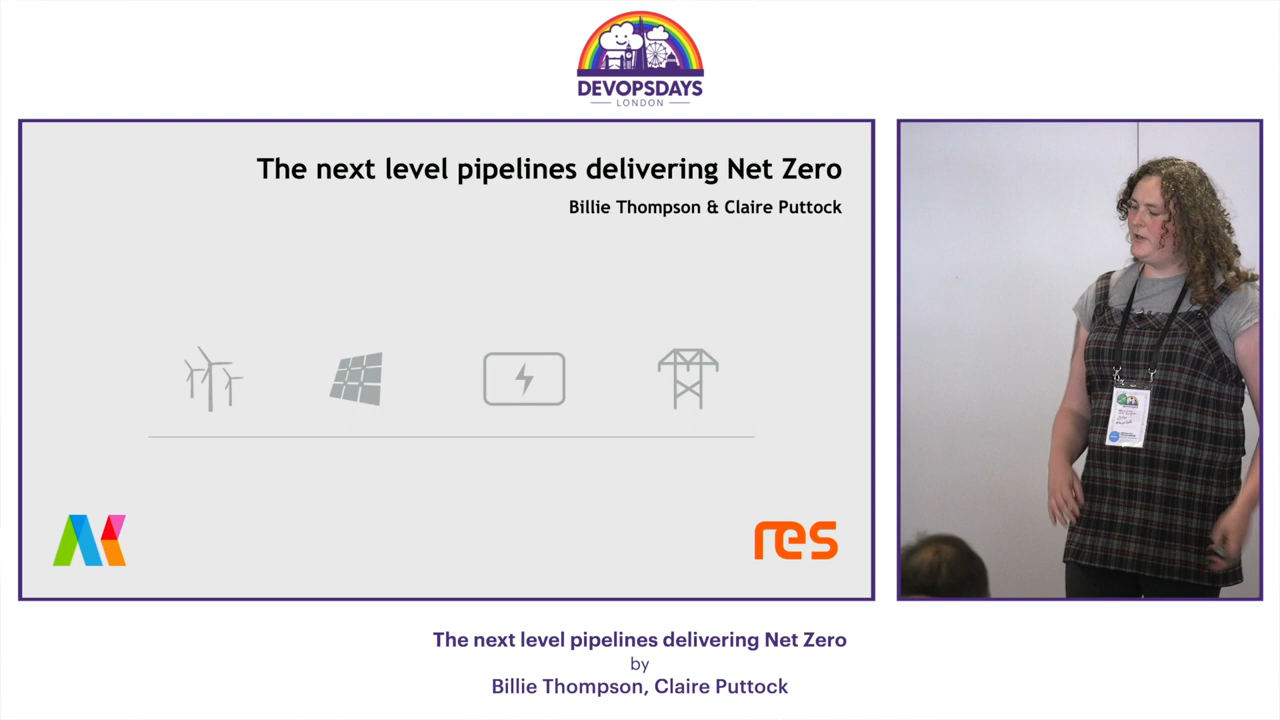 DEVOPSDAYS
LONDON
The next level pipelines delivering Net Zero
Billie Thompson & Claire Puttock
res
The next level pipelines delivering Net Zero
by
Billie Thompson, Claire Puttock